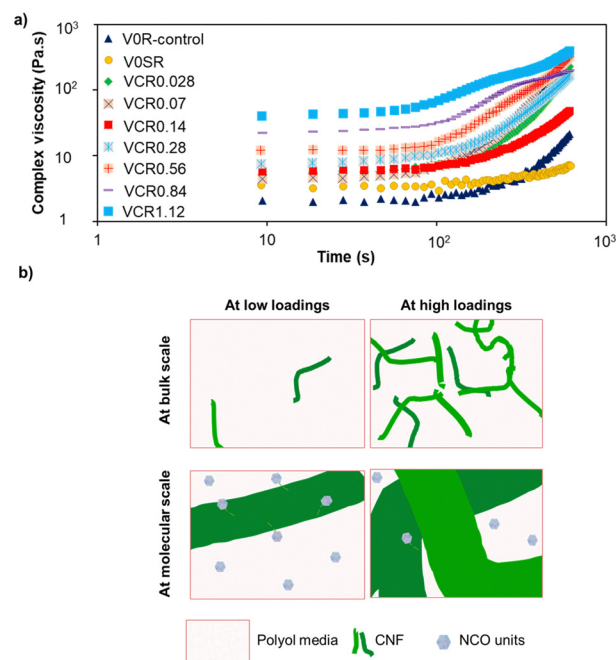 a)
10³
10²
10
1
Complex viscosity (Pa.s)
V0R-control
V0SR
VCR0.028
VCR0.07
VCR0.14
VCR0.28
VCR0.56
VCR0.84
VCR1.12
1 10 10² 10³
Time (s)
b)
At low loadings At high loadings
At bulk scale
At molecular scale
Polyol media CNF NCO units